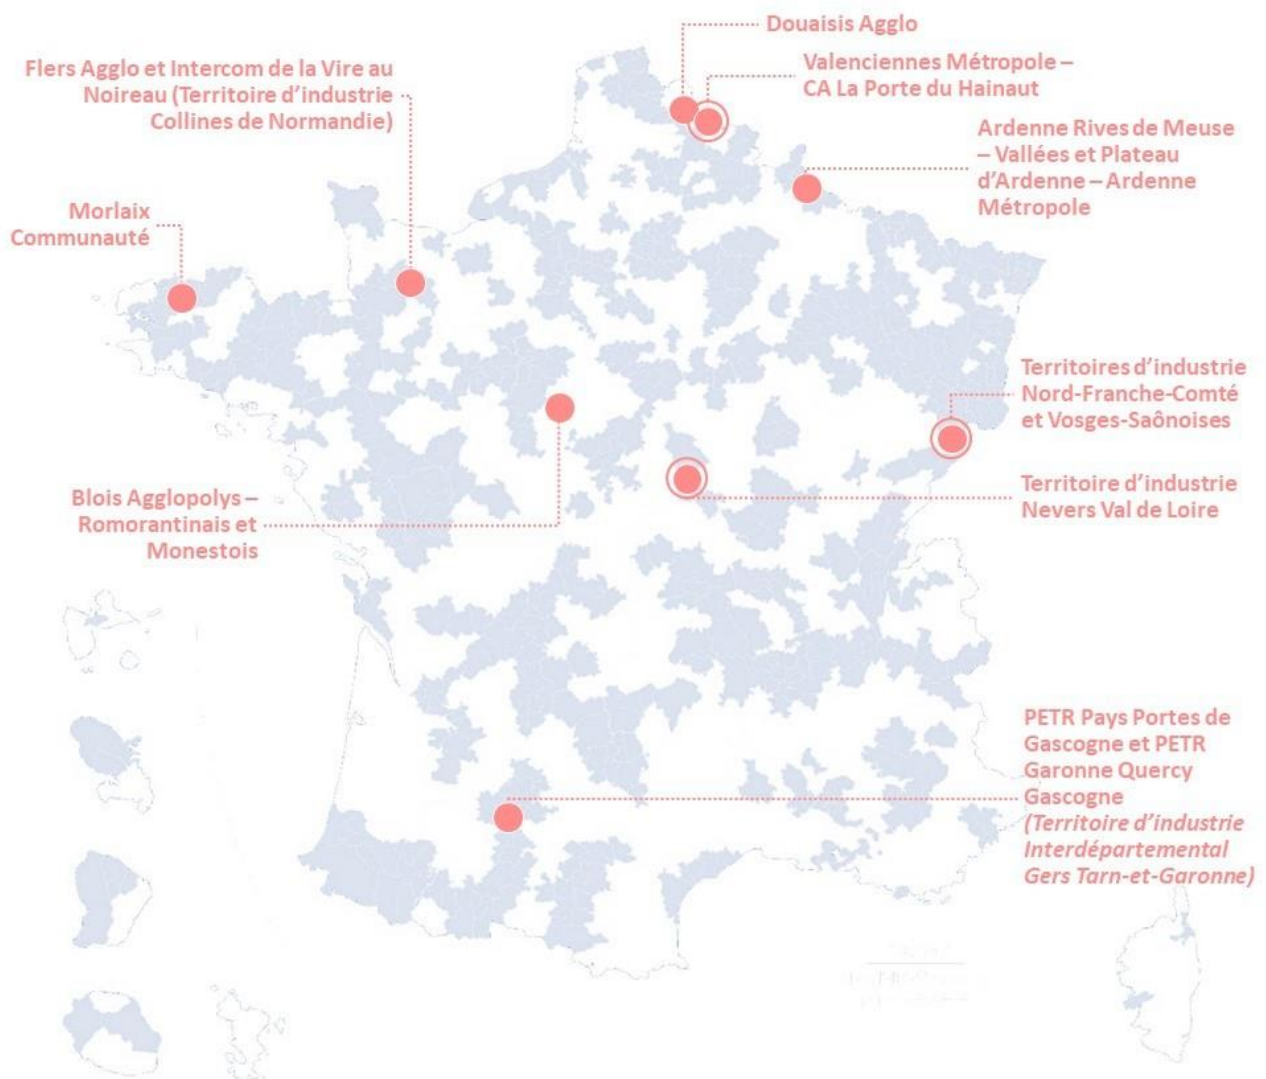 Douaisis Agglo
Valenciennes Métropole –
CA La Porte du Hainaut
Flers Agglo et Intercom de la Vire au
Noireau (Territoire d’industrie
Collines de Normandie)
Ardenne Rives de Meuse
– Vallées et Plateau
d’Ardenne – Ardenne
Métropole
Morlaix
Communauté
Territoires d’industrie
Nord-Franche-Comté
et Vosges-Saônoises
Territoire d’industrie
Nevers Val de Loire
Blois Agglopolys –
Romorantinais et
Monestois
PETR Pays Portes de
Gascogne et PETR
Garonne Quercy
Gascogne
(Territoire d’industrie
Interdépartemental
Gers Tarn-et-Garonne)